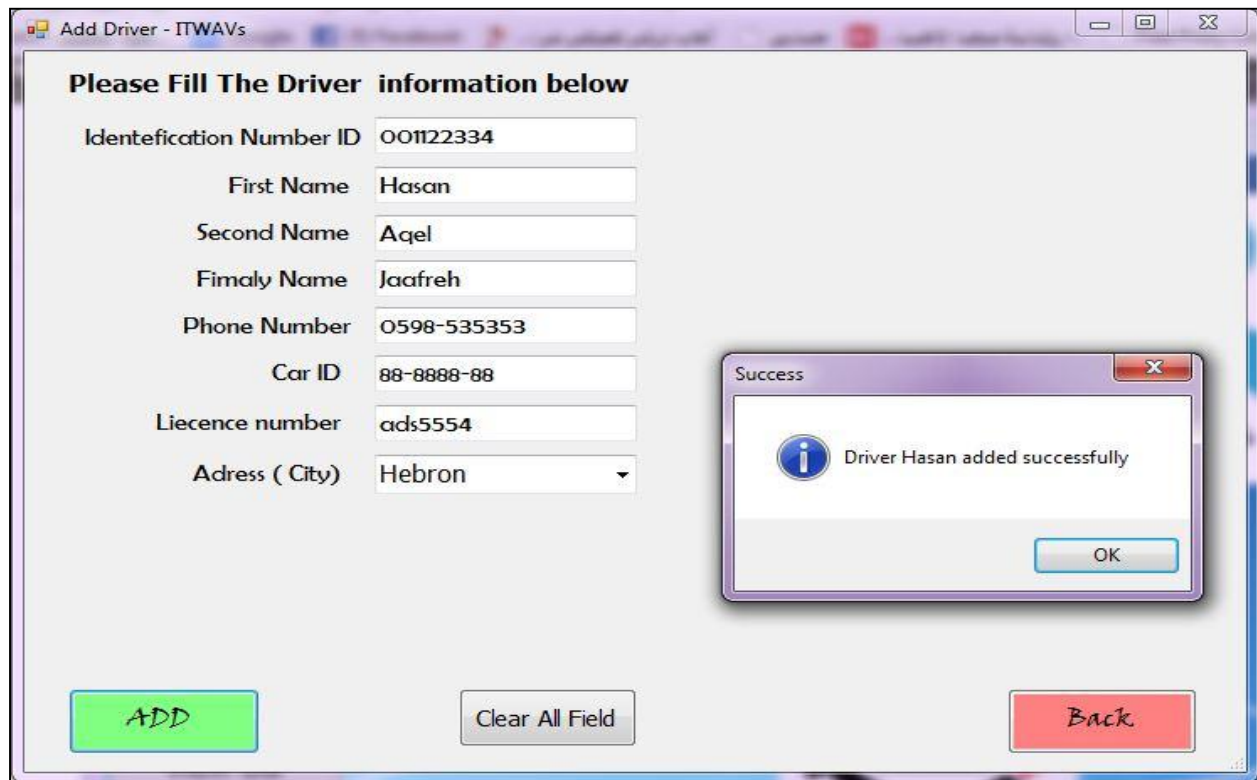 Add Driver - ITWAVs
Please Fill The Driver information below
Identefication Number ID 001122334
First Name Hasan
Second Name Aqel
Fimaly Name Jaafreh
Phone Number 0598-535353
Car ID 88-8888-88
Liecence number ads5554
Adress ( City) Hebron
Success
Driver Hasan added successfully
OK
ADD
Clear All Field
Back